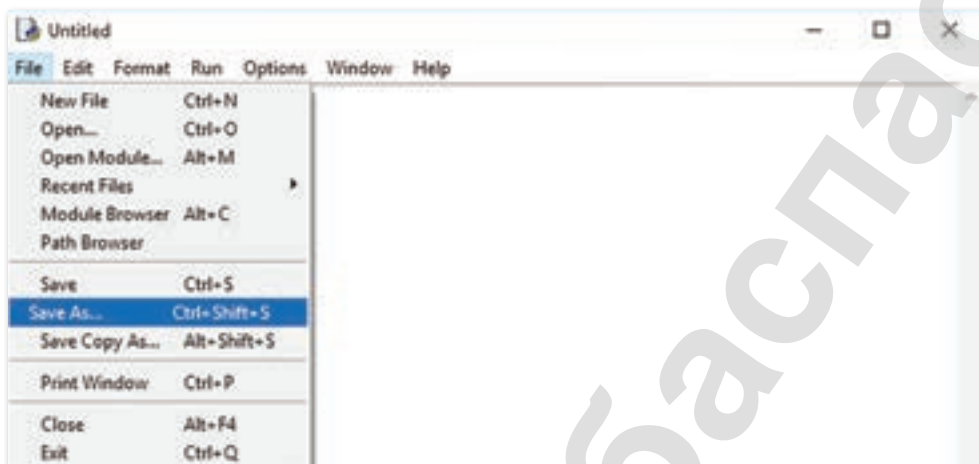 Untitled
File Edit Format Run Options Window Help
New File Ctrl+N
Open... Ctrl+O
Open Module... Alt+M
Recent Files
Module Browser Alt+C
Path Browser
Save Ctrl+S
Save As... Ctrl+Shift+S
Save Copy As... Alt+Shift+S
Print Window Ctrl+P
Close Alt+F4
Exit Ctrl+Q
баспас